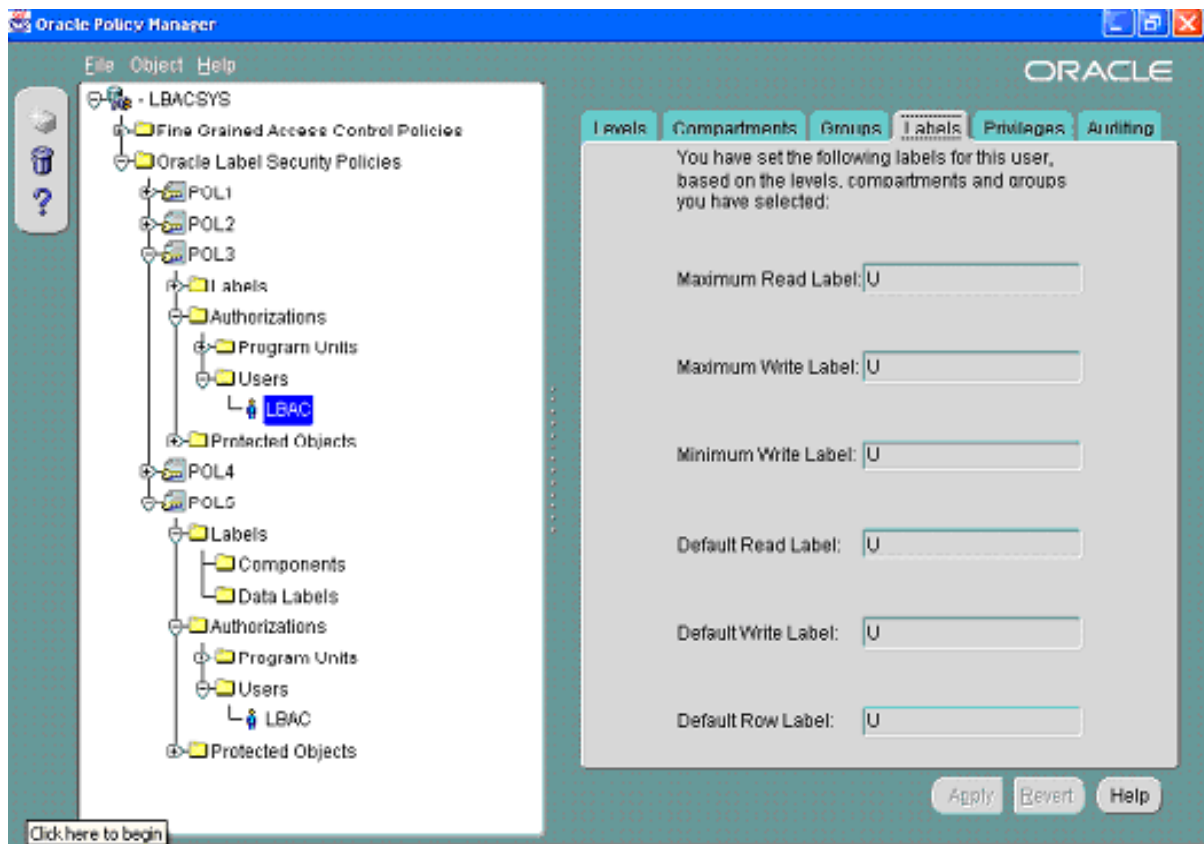 Oracle Policy Manager
File Object Help
ORACLE
- LBACSYS
Fine Grained Access Control Policies
Oracle Label Security Policies
POL1
POL2
POL3
Labels
Authorizations
Program Units
Users
LBAC
Protected Objects
POL4
POL5
Labels
Components
Data Labels
Authorizations
Program Units
Users
LBAC
Protected Objects
Click here to begin
Levels Compartments Groups Labels Privileges Auditing
You have set the following labels for this user,
based on the levels, compartments and groups
you have selected:
Maximum Read Label: U
Maximum Write Label: U
Minimum Write Label: U
Default Read Label: U
Default Write Label: U
Default Row Label: U
Apply Revert Help